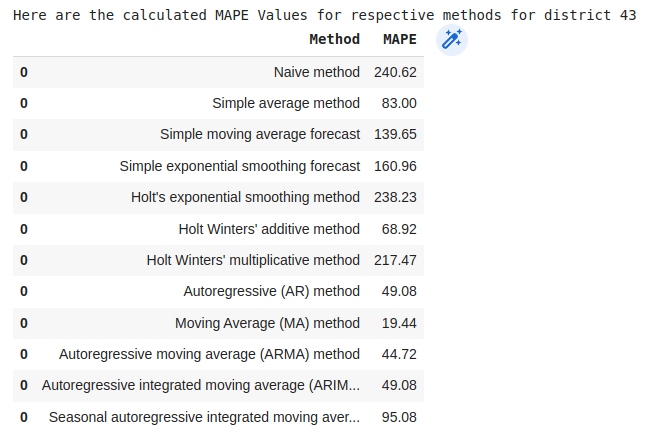 Here are the calculated MAPE Values for respective methods for district 43
Method MAPE
0 Naive method 240.62
0 Simple average method 83.00
0 Simple moving average forecast 139.65
0 Simple exponential smoothing forecast 160.96
0 Holt's exponential smoothing method 238.23
0 Holt Winters' additive method 68.92
0 Holt Winters' multiplicative method 217.47
0 Autoregressive (AR) method 49.08
0 Moving Average (MA) method 19.44
0 Autoregressive moving average (ARMA) method 44.72
0 Autoregressive integrated moving average (ARIM... 49.08
0 Seasonal autoregressive integrated moving aver... 95.08